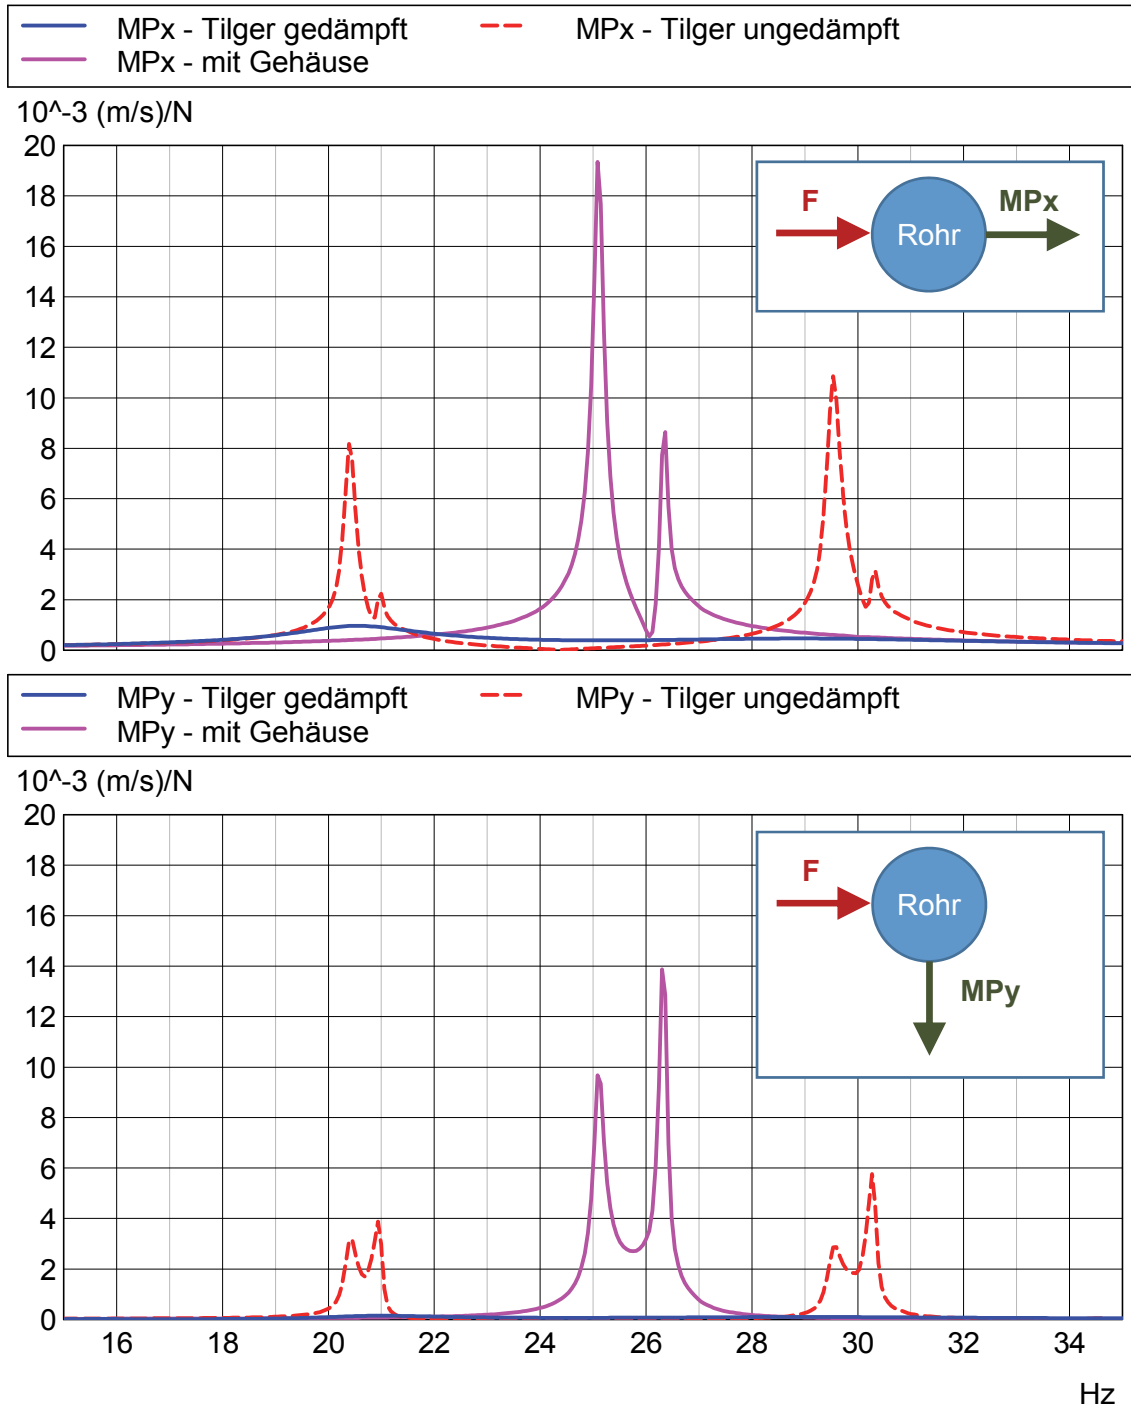 MPx - Tilger gedämpft MPx - Tilger ungedämpft
MPx - mit Gehäuse
10^-3 (m/s)/N
20
18
16
14
12
10
8
6
4
2
0
F
Rohr
MPx
MPy - Tilger gedämpft MPy - Tilger ungedämpft
MPy - mit Gehäuse
10^-3 (m/s)/N
20
18
16
14
12
10
8
6
4
2
0
F
Rohr
MPy
16 18 20 22 24 26 28 30 32 34
Hz